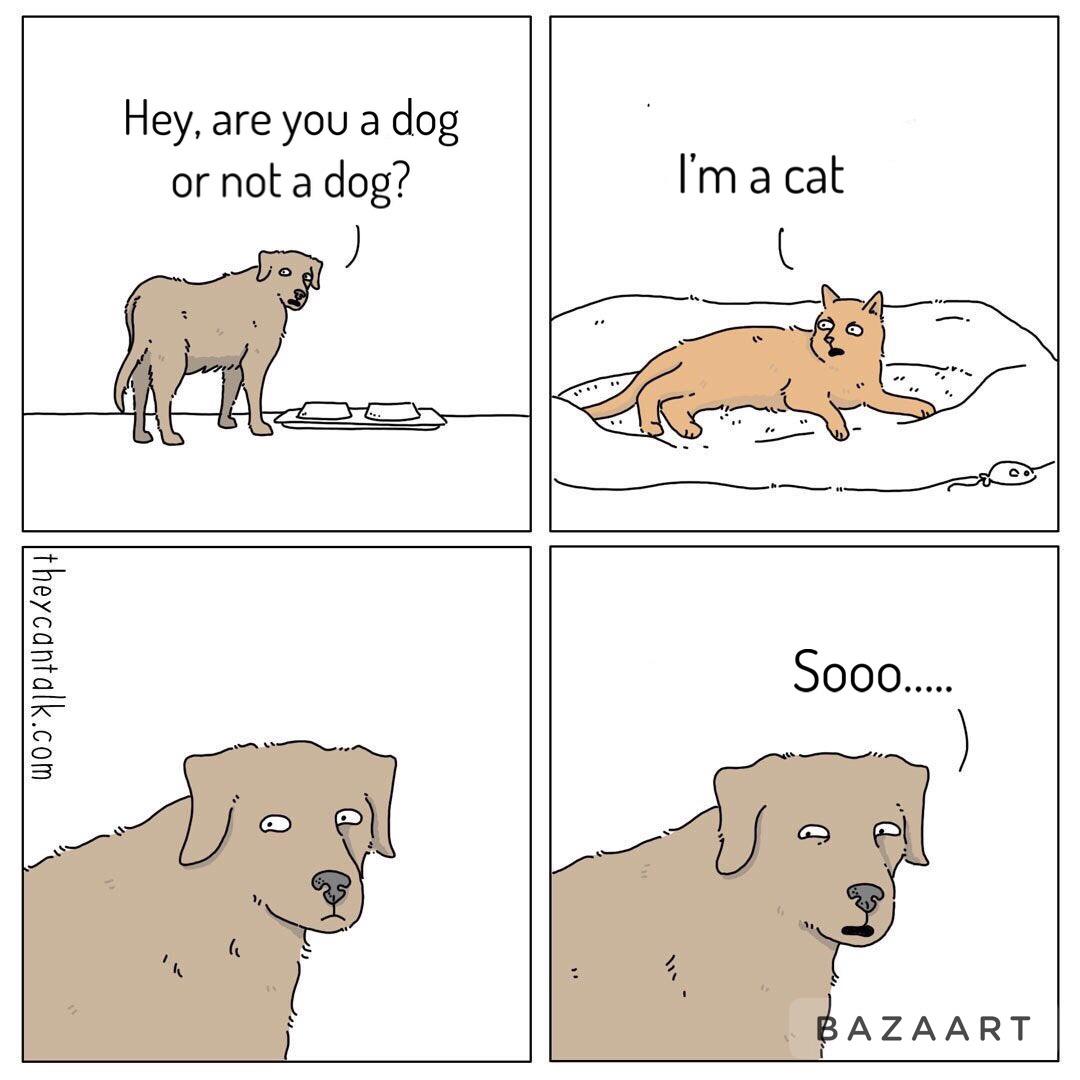 Hey, are you a dog
or not a dog?
I'm a cat
theycantalk.com
Sooo.....
BAZAART